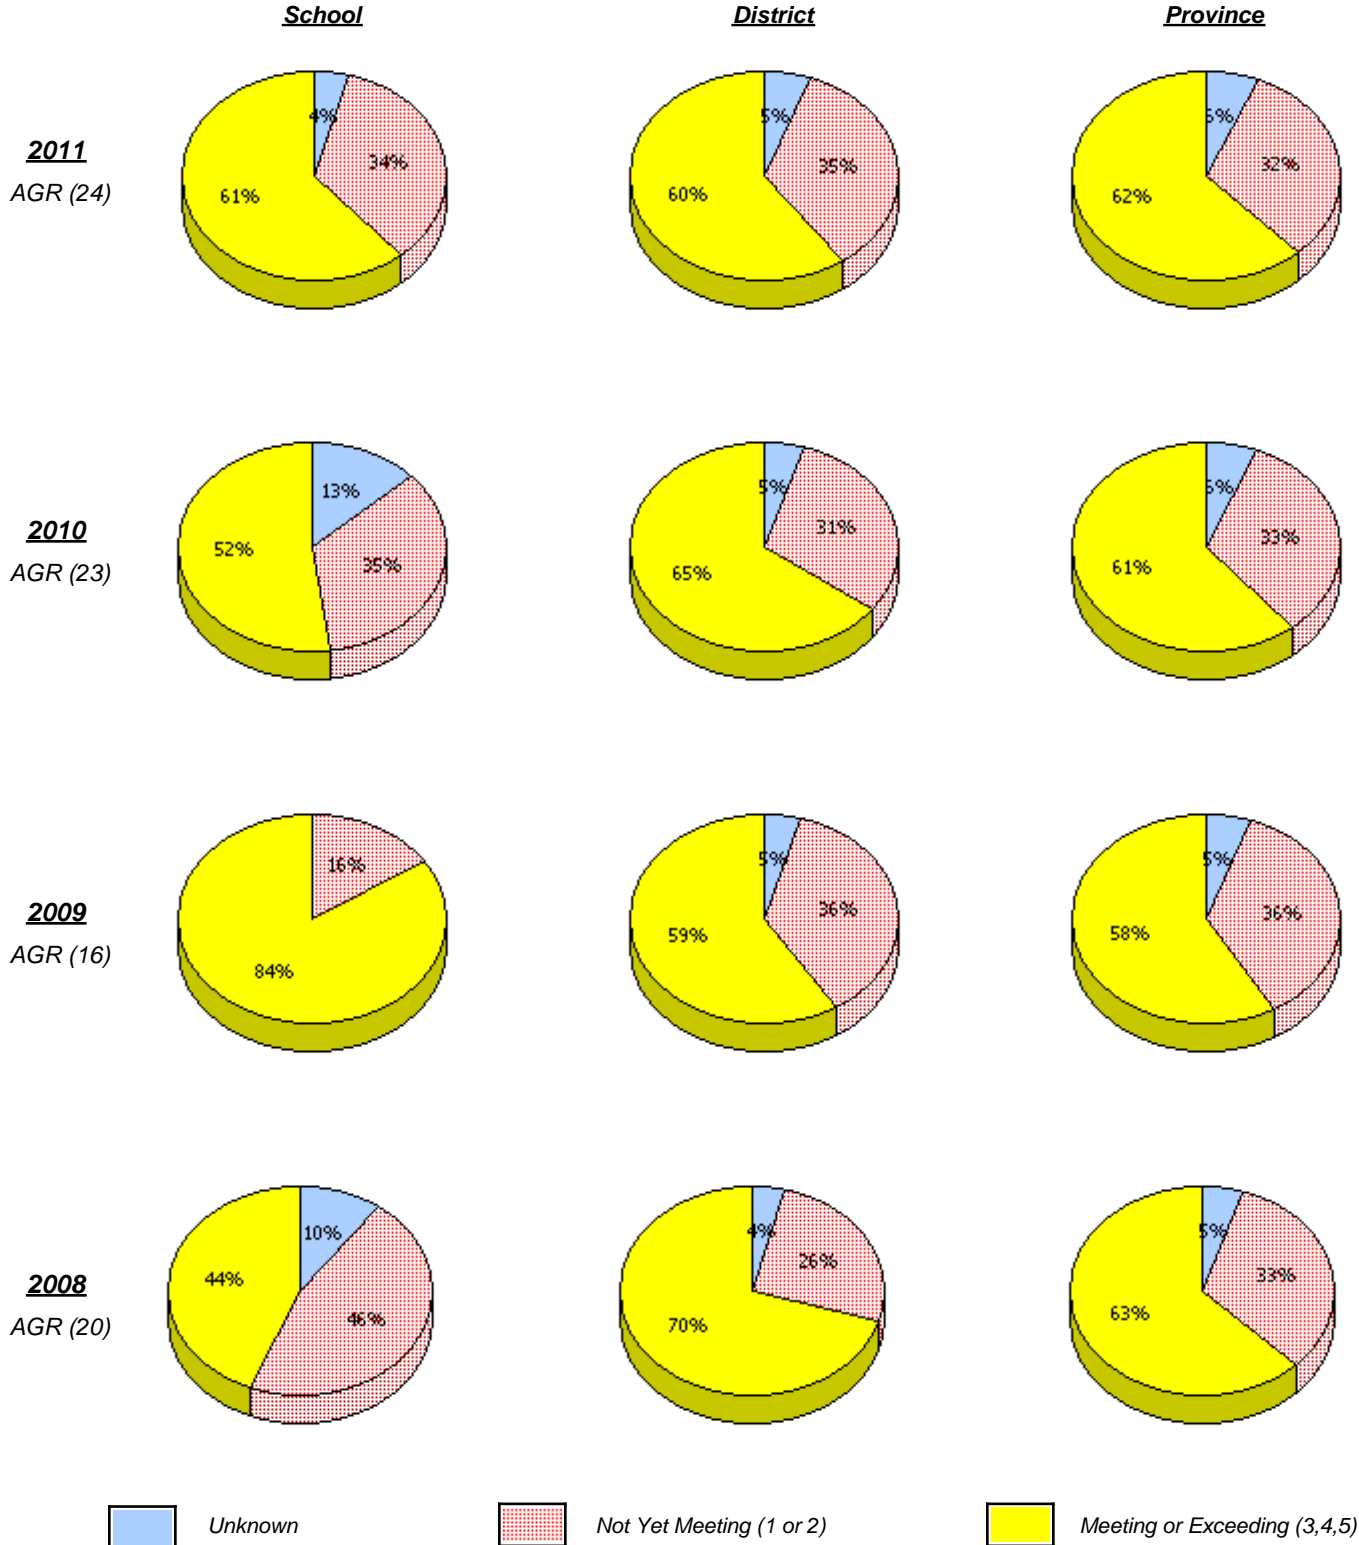 School District Province
2011
AGR (24)
4% 34% 61%
5% 35% 60%
32% 62%
2010
AGR (23)
13% 35% 52%
5% 31% 65%
33% 61%
2009
AGR (16)
16% 84%
5% 36% 59%
5% 36% 58%
2008
AGR (20)
10% 46% 44%
4% 26% 70%
5% 33% 63%
Unknown Not Yet Meeting (1 or 2) Meeting or Exceeding (3,4,5)